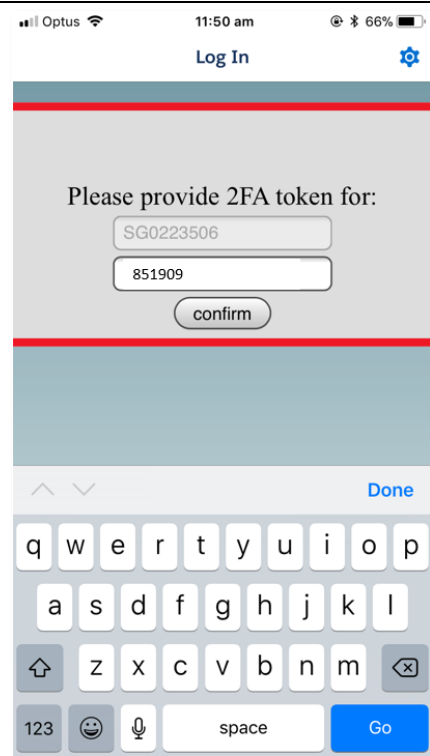 Optus 11:50 am 66%
Log In
Please provide 2FA token for:
SG0223506
851909
confirm
Done
q w e r t y u i o p
a s d f g h j k l
z x c v b n m
123 space Go